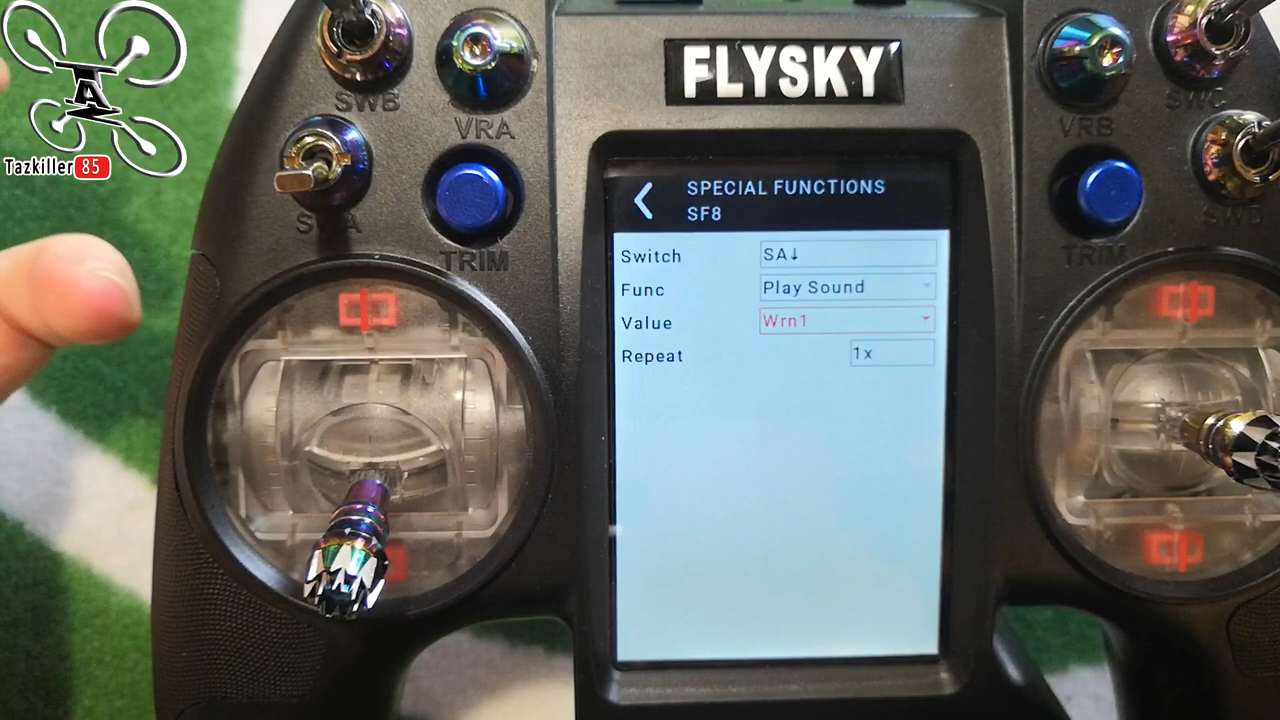 A
Tazkiller 85
SWB
VRA
SWA
TRIM
FLYSKY
SPECIAL FUNCTIONS
SF8
Switch SA↓
Func Play Sound
Value Wrn1
Repeat 1x
SWC
VRB
SWD
TRIM